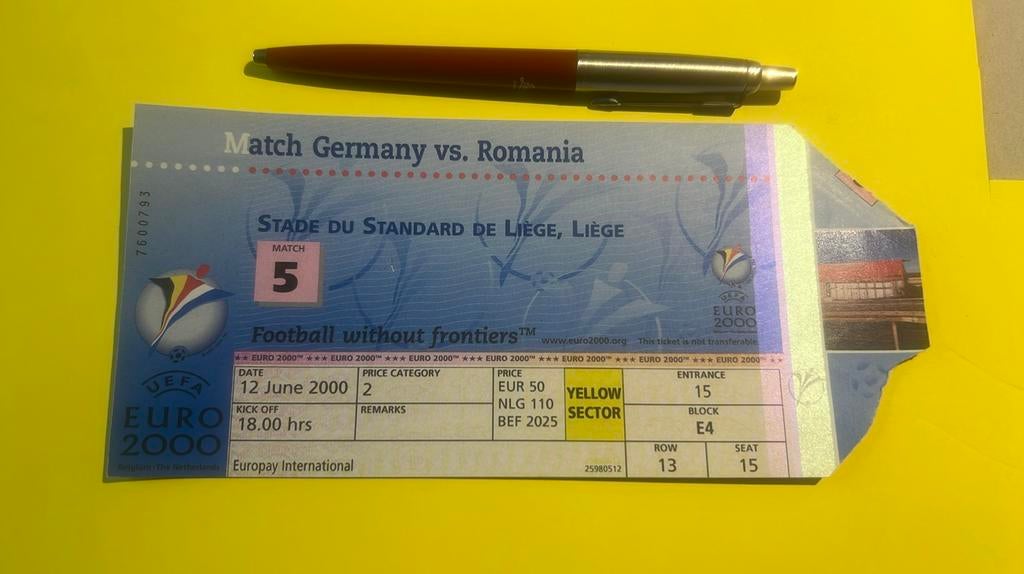 Match Germany vs. Romania
7600793
STADE DU STANDARD DE LIÈGE, LIÈGE
MATCH
5
Football without frontiers™
www.euro2000.org This ticket is not transferable
UEFA
EURO
2000
★★ EURO 2000™ ★★★ EURO 2000™ ★★★ EURO 2000™ ★★★ EURO 2000™ ★★★ EURO 2000™ ★★★ EURO 2000™ ★★★ EURO 2000™ ★★
DATE
12 June 2000
PRICE CATEGORY
2
PRICE
EUR 50
NLG 110
BEF 2025
YELLOW
SECTOR
ENTRANCE
15
KICK OFF
18.00 hrs
REMARKS
BLOCK
E4
ROW
13
SEAT
15
Europay International
25980512
UEFA
EURO
2000
Belgium - The Netherlands